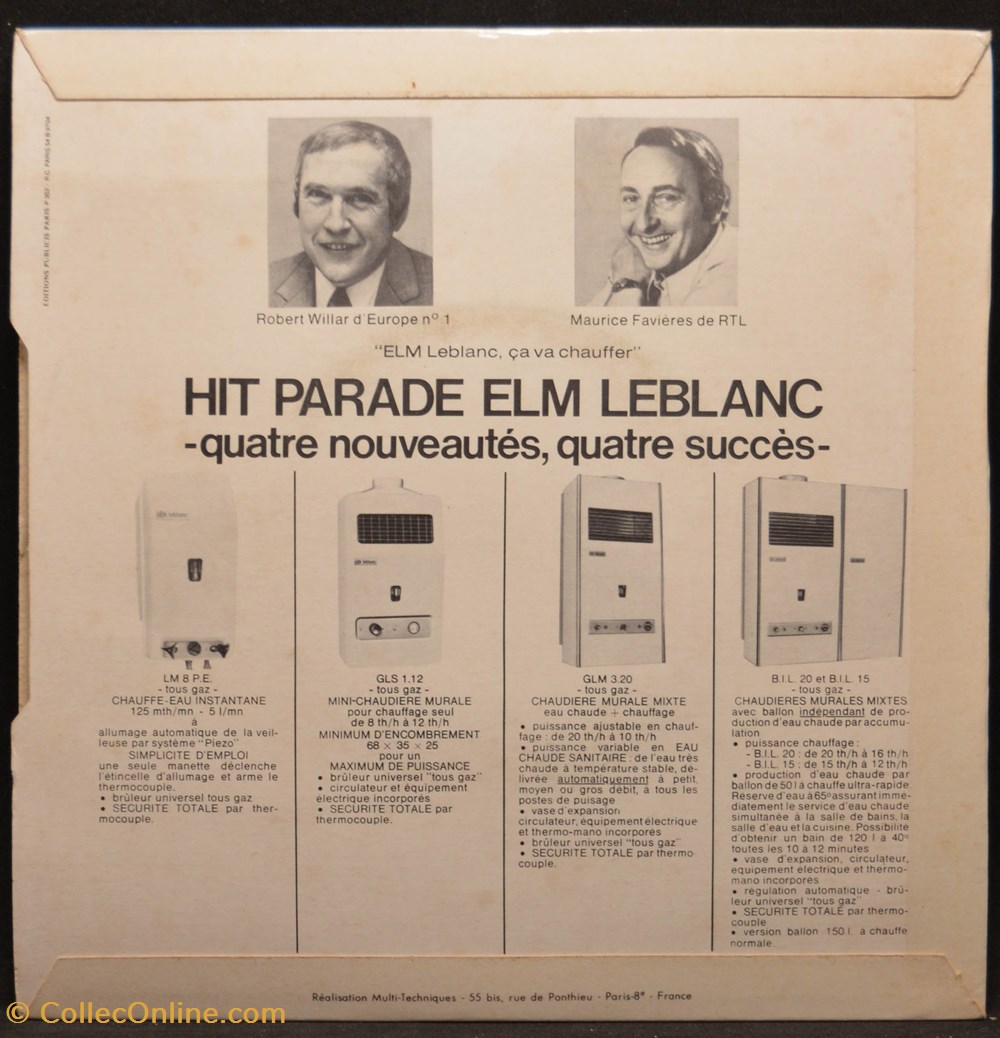 EDITIONS PUBLICIS PARIS P 302 - R.C. PARIS 54 B 9704
Robert Willar d'Europe n° 1
Maurice Favières de RTL
"ELM Leblanc, ça va chauffer"
HIT PARADE ELM LEBLANC
-quatre nouveautés, quatre succès-
LM 8 P.E.
- tous gaz -
CHAUFFE-EAU INSTANTANE
125 mth/mn - 5 l/mn
à
allumage automatique de la veil-
leuse par système "Piezo"
SIMPLICITE D'EMPLOI
une seule manette déclenche
l'étincelle d'allumage et arme le
thermocouple.
• brûleur universel tous gaz
• SECURITE TOTALE par ther-
mocouple.
GLS 1.12
- tous gaz -
MINI-CHAUDIERE MURALE
pour chauffage seul
de 8 th/h à 12 th/h
MINIMUM D'ENCOMBREMENT
68 × 35 × 25
pour un
MAXIMUM DE PUISSANCE
• brûleur universel "tous gaz"
• circulateur et équipement
électrique incorporés
• SECURITE TOTALE par
thermocouple.
GLM 3.20
- tous gaz -
CHAUDIERE MURALE MIXTE
eau chaude + chauffage
• puissance ajustable en chauf-
fage : de 20 th/h à 10 th/h
• puissance variable en EAU
CHAUDE SANITAIRE : de l'eau très
chaude à température stable, dé-
livrée automatiquement à petit,
moyen ou gros débit, à tous les
postes de puisage
• vase d'expansion
circulateur, équipement électrique
et thermo-mano incorporés
• brûleur universel "tous gaz"
• SECURITE TOTALE par thermo
couple.
B.I.L. 20 et B.I.L. 15
- tous gaz -
CHAUDIERES MURALES MIXTES
avec ballon indépendant de pro-
duction d'eau chaude par accumu-
lation
• puissance chauffage :
- B.I.L. 20 : de 20 th/h à 16 th/h
- B.I.L. 15 : de 15 th/h à 12 th/h
• production d'eau chaude par
ballon de 50 l à chauffe ultra-rapide.
Réserve d'eau à 65° assurant immé-
diatement le service d'eau chaude
simultanée à la salle de bains, la
salle d'eau et la cuisine. Possibilité
d'obtenir un bain de 120 l à 40°
toutes les 10 à 12 minutes
• vase d'expansion, circulateur,
équipement électrique et thermo-
mano incorporés
• régulation automatique - brû-
leur universel "tous gaz"
• SECURITE TOTALE par thermo-
couple
• version ballon 150 l. à chauffe
normale.
Réalisation Multi-Techniques - 55 bis, rue de Ponthieu - Paris-8e - France
© CollecOnline.com